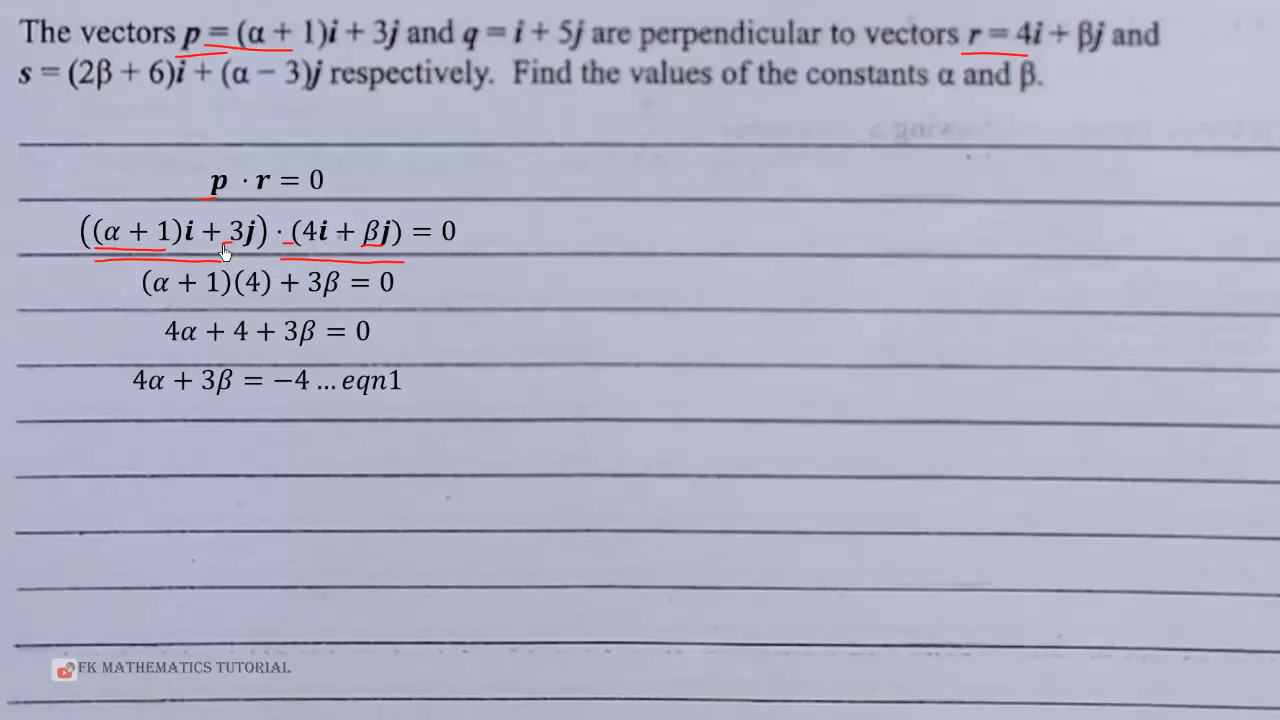 The vectors p = (α + 1)i + 3j and q = i + 5j are perpendicular to vectors r = 4i + βj and
s = (2β + 6)i + (α − 3)j respectively. Find the values of the constants α and β.
p · r = 0
((α + 1)i + 3j) · (4i + βj) = 0
(α + 1)(4) + 3β = 0
4α + 4 + 3β = 0
4α + 3β = −4 … eqn1
FK MATHEMATICS TUTORIAL